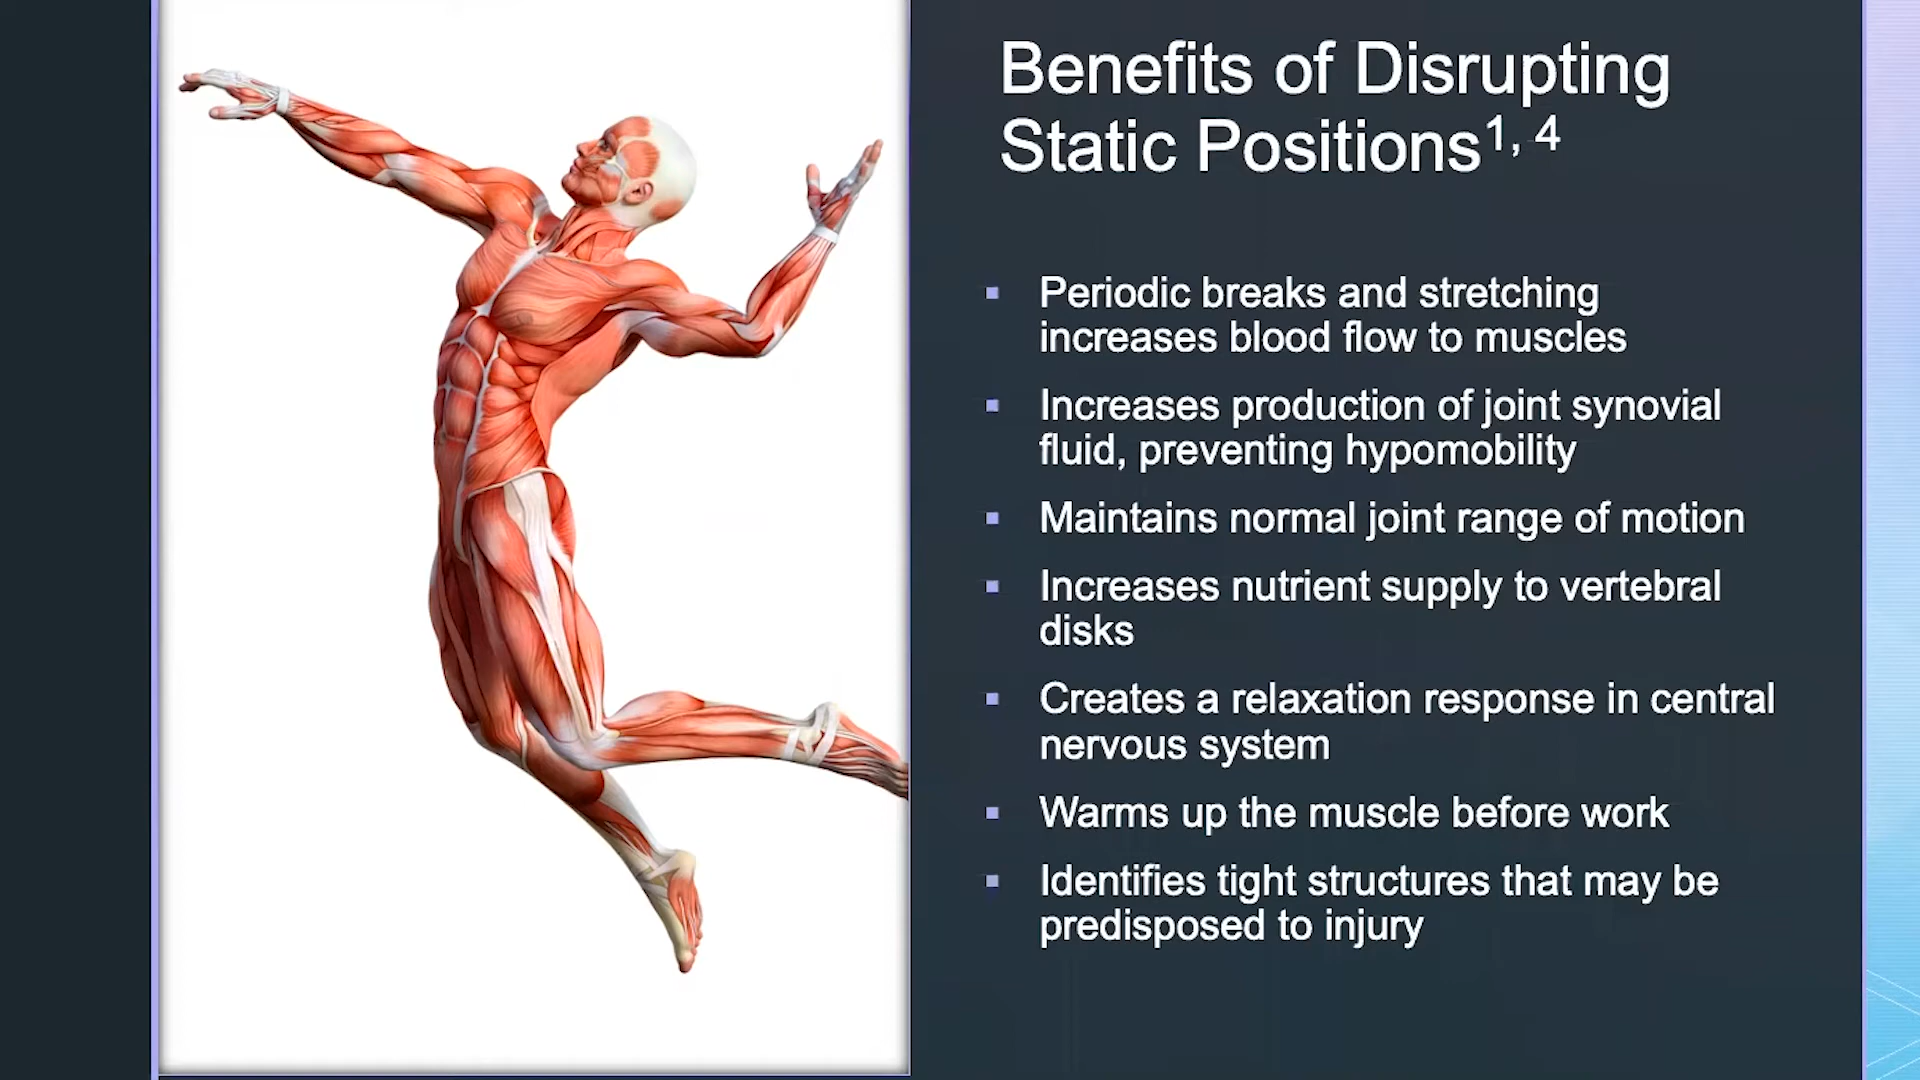 Benefits of Disrupting
Static Positions1, 4
▪ Periodic breaks and stretching
increases blood flow to muscles
▪ Increases production of joint synovial
fluid, preventing hypomobility
▪ Maintains normal joint range of motion
▪ Increases nutrient supply to vertebral
disks
▪ Creates a relaxation response in central
nervous system
▪ Warms up the muscle before work
▪ Identifies tight structures that may be
predisposed to injury